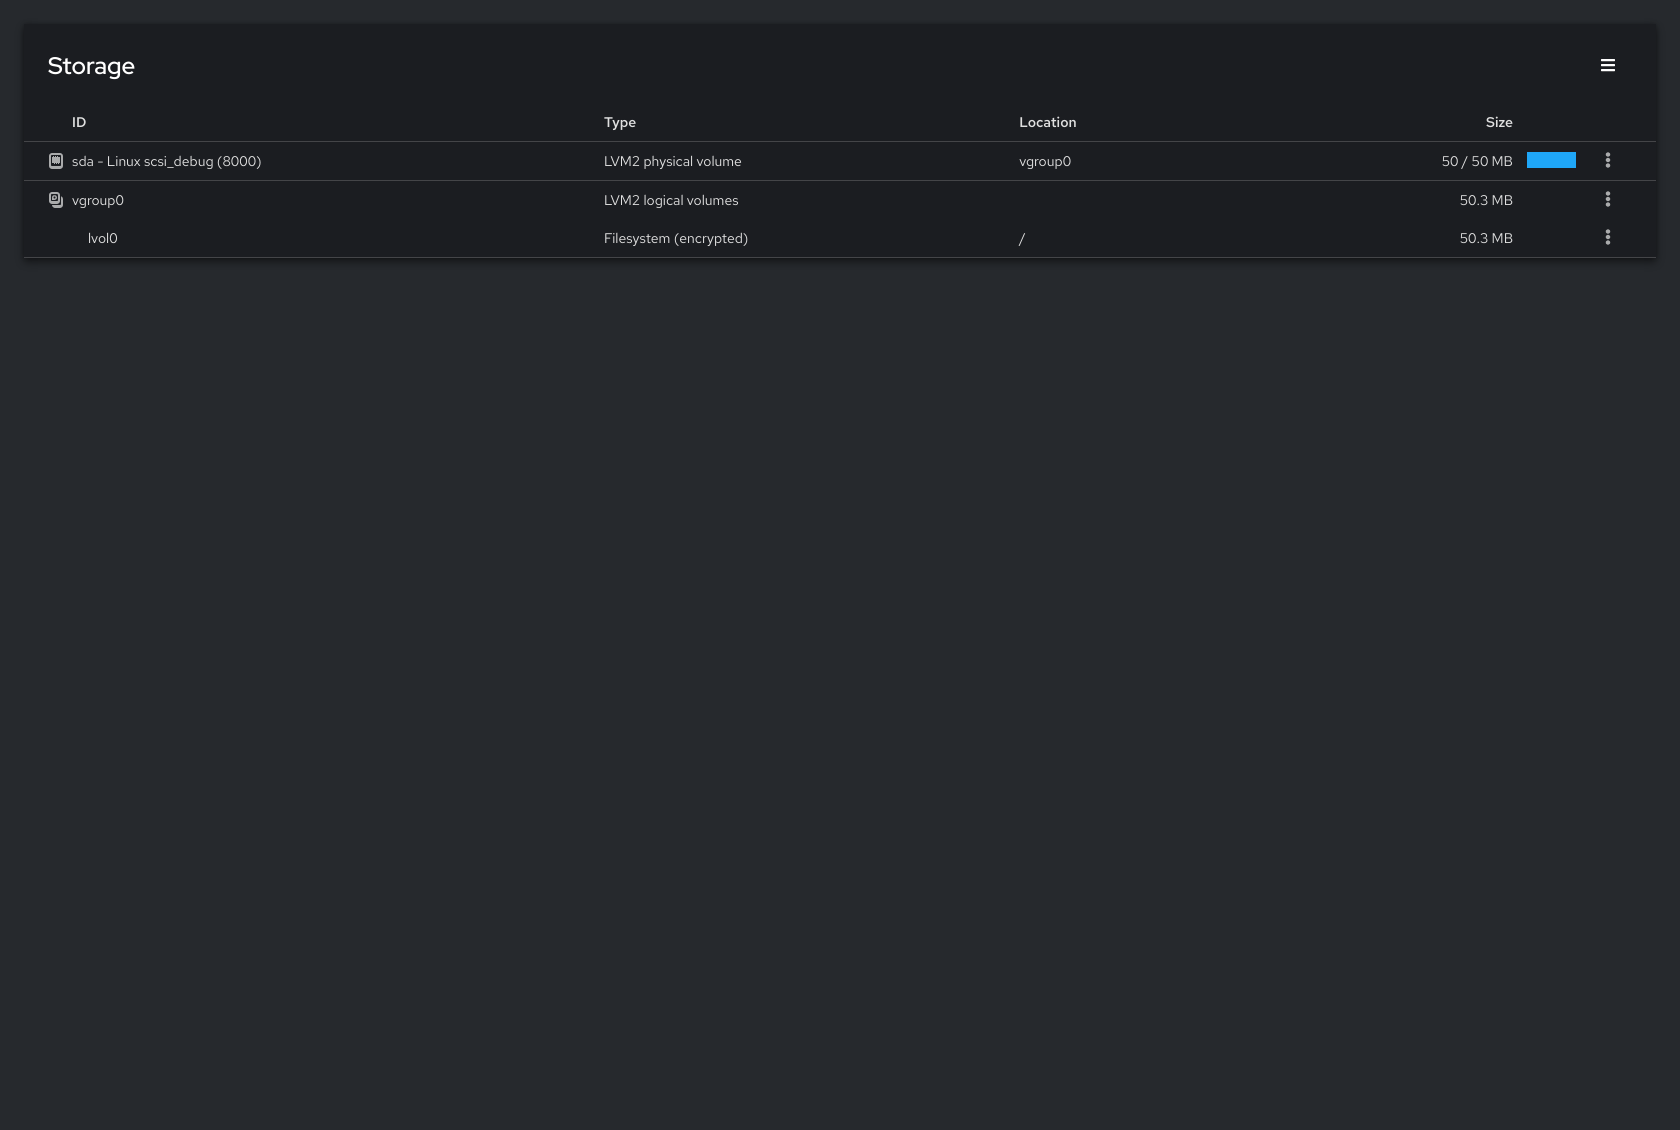 Storage
ID Type Location Size
sda - Linux scsi_debug (8000) LVM2 physical volume vgroup0 50 / 50 MB
vgroup0 LVM2 logical volumes 50.3 MB
lvol0 Filesystem (encrypted) / 50.3 MB